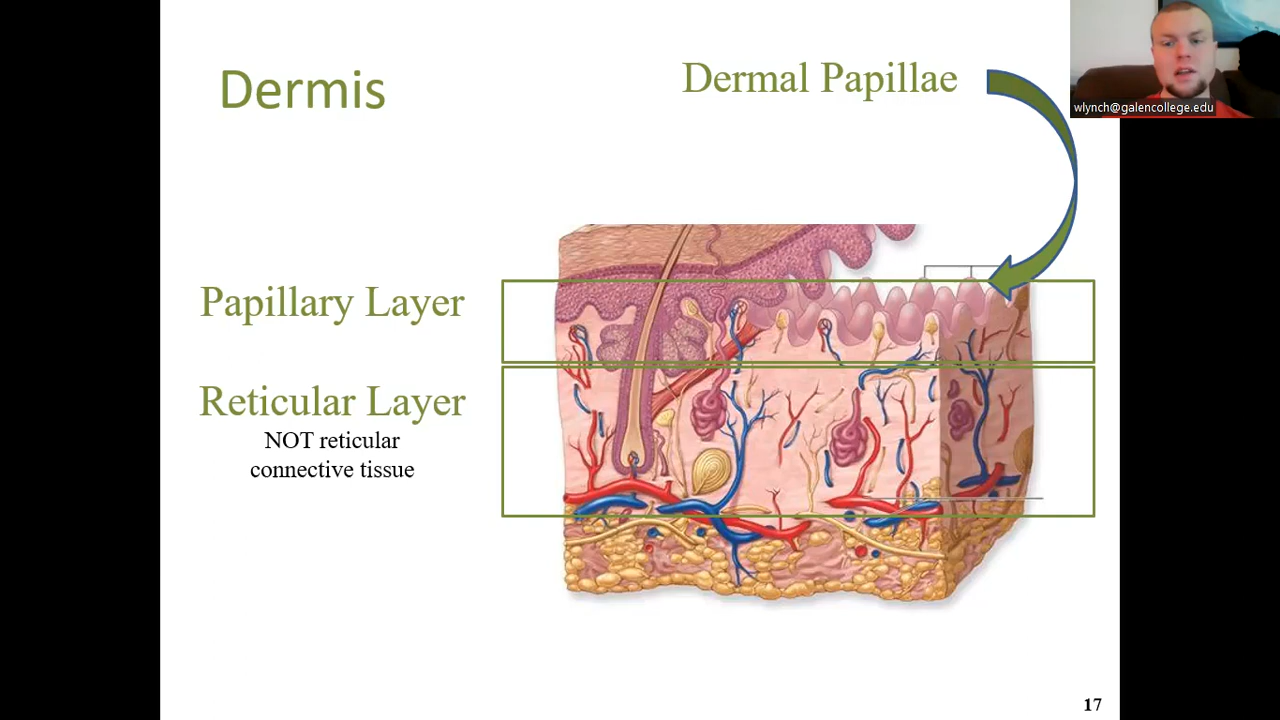 Dermis
Dermal Papillae
wlynch@galencollege.edu
Papillary Layer
Reticular Layer
NOT reticular
connective tissue
17